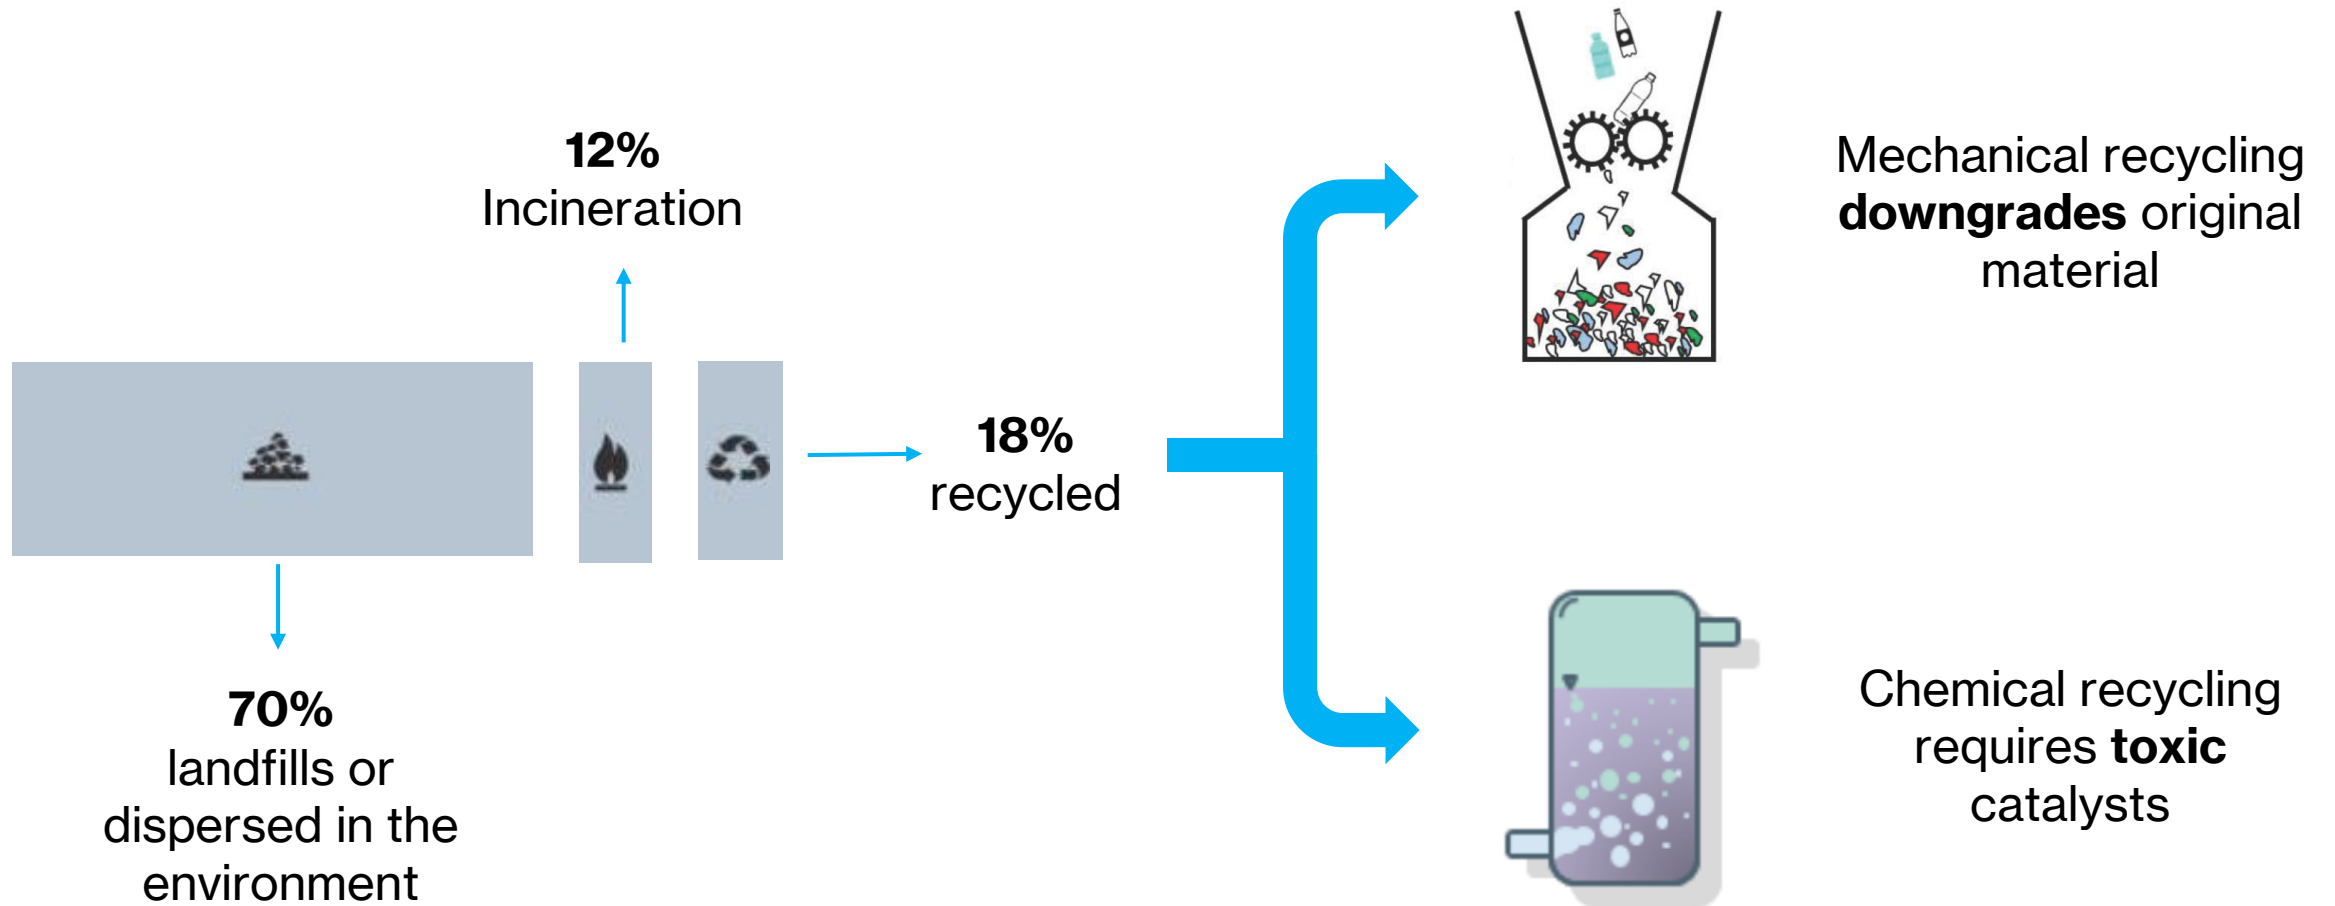 12%
Incineration
18%
recycled
70%
landfills or
dispersed in the
environment
Mechanical recycling
downgrades original
material
Chemical recycling
requires toxic
catalysts